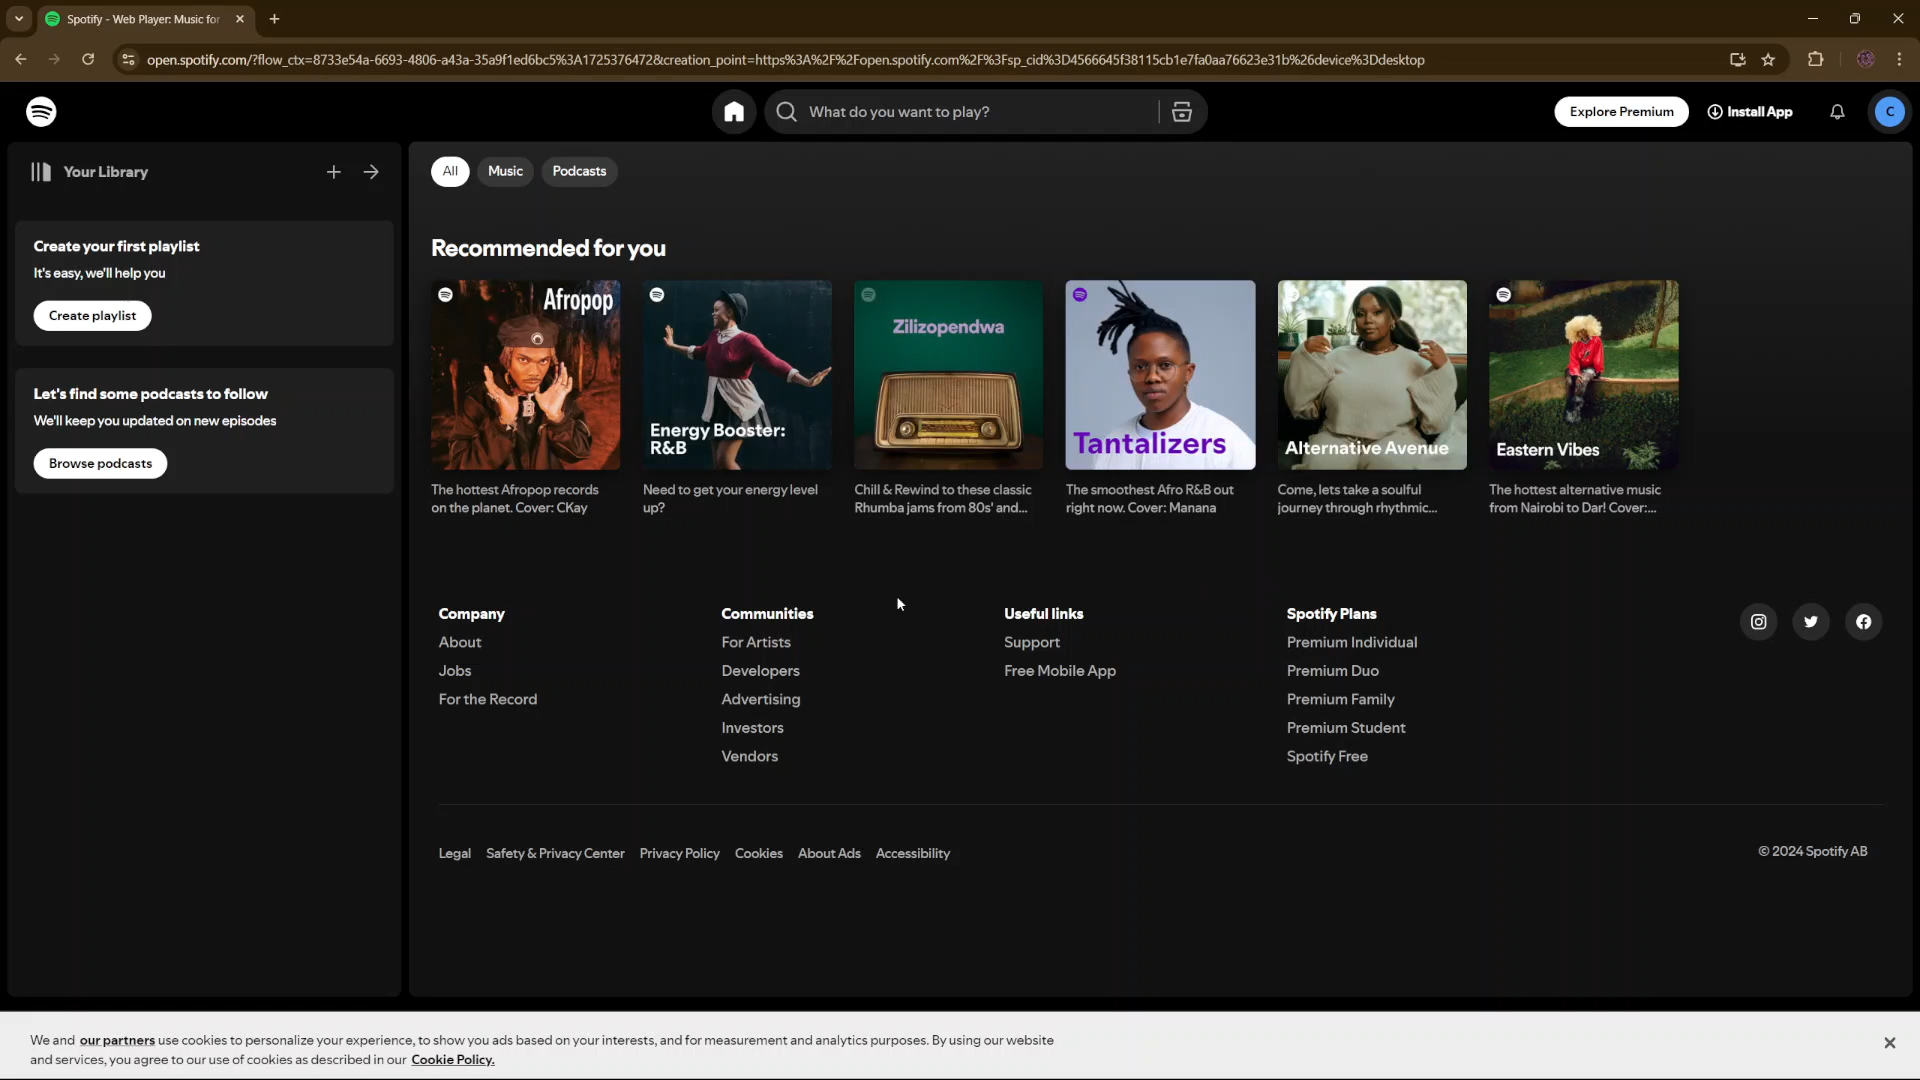 Spotify - Web Player: Music for
open.spotify.com/?flow_ctx=8733e54a-6693-4806-a43a-35a9f1ed6bc5%3A1725376472&creation_point=https%3A%2F%2Fopen.spotify.com%2F%3Fsp_cid%3D4566645f38115cb1e7fa0aa76623e31b%26device%3Ddesktop
What do you want to play?
Explore Premium
Install App
C
Your Library
Create your first playlist
It's easy, we'll help you
Create playlist
Let's find some podcasts to follow
We'll keep you updated on new episodes
Browse podcasts
All
Music
Podcasts
Recommended for you
Afropop
The hottest Afropop records
on the planet. Cover: CKay
Energy Booster:
R&B
Need to get your energy level
up?
Zilizopendwa
Chill & Rewind to these classic
Rhumba jams from 80s' and...
Tantalizers
The smoothest Afro R&B out
right now. Cover: Manana
Alternative Avenue
Come, lets take a soulful
journey through rhythmic...
Eastern Vibes
The hottest alternative music
from Nairobi to Dar! Cover:...
Company
About
Jobs
For the Record
Communities
For Artists
Developers
Advertising
Investors
Vendors
Useful links
Support
Free Mobile App
Spotify Plans
Premium Individual
Premium Duo
Premium Family
Premium Student
Spotify Free
Legal
Safety & Privacy Center
Privacy Policy
Cookies
About Ads
Accessibility
© 2024 Spotify AB
We and our partners use cookies to personalize your experience, to show you ads based on your interests, and for measurement and analytics purposes. By using our website
and services, you agree to our use of cookies as described in our Cookie Policy.